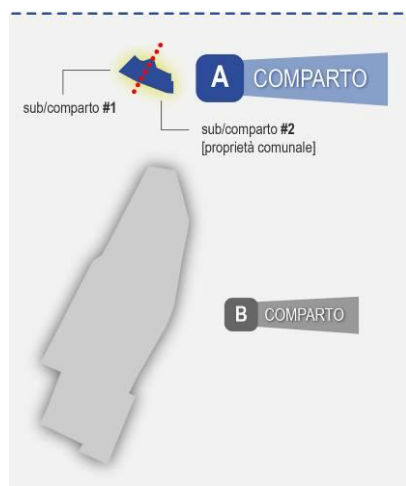 A COMPARTO
sub/comparto #1
sub/comparto #2
[proprietà comunale]
B COMPARTO